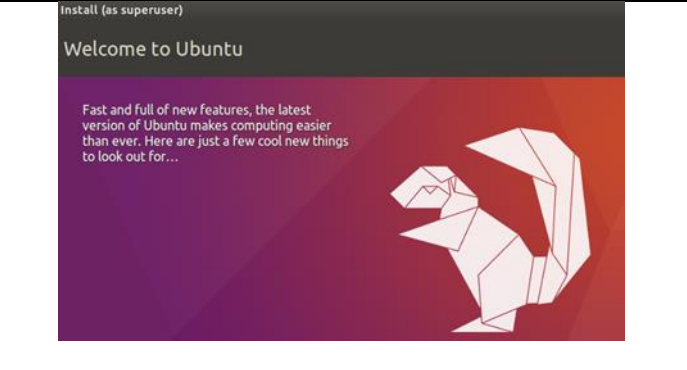 Install (as superuser)
Welcome to Ubuntu
Fast and full of new features, the latest
version of Ubuntu makes computing easier
than ever. Here are just a few cool new things
to look out for...